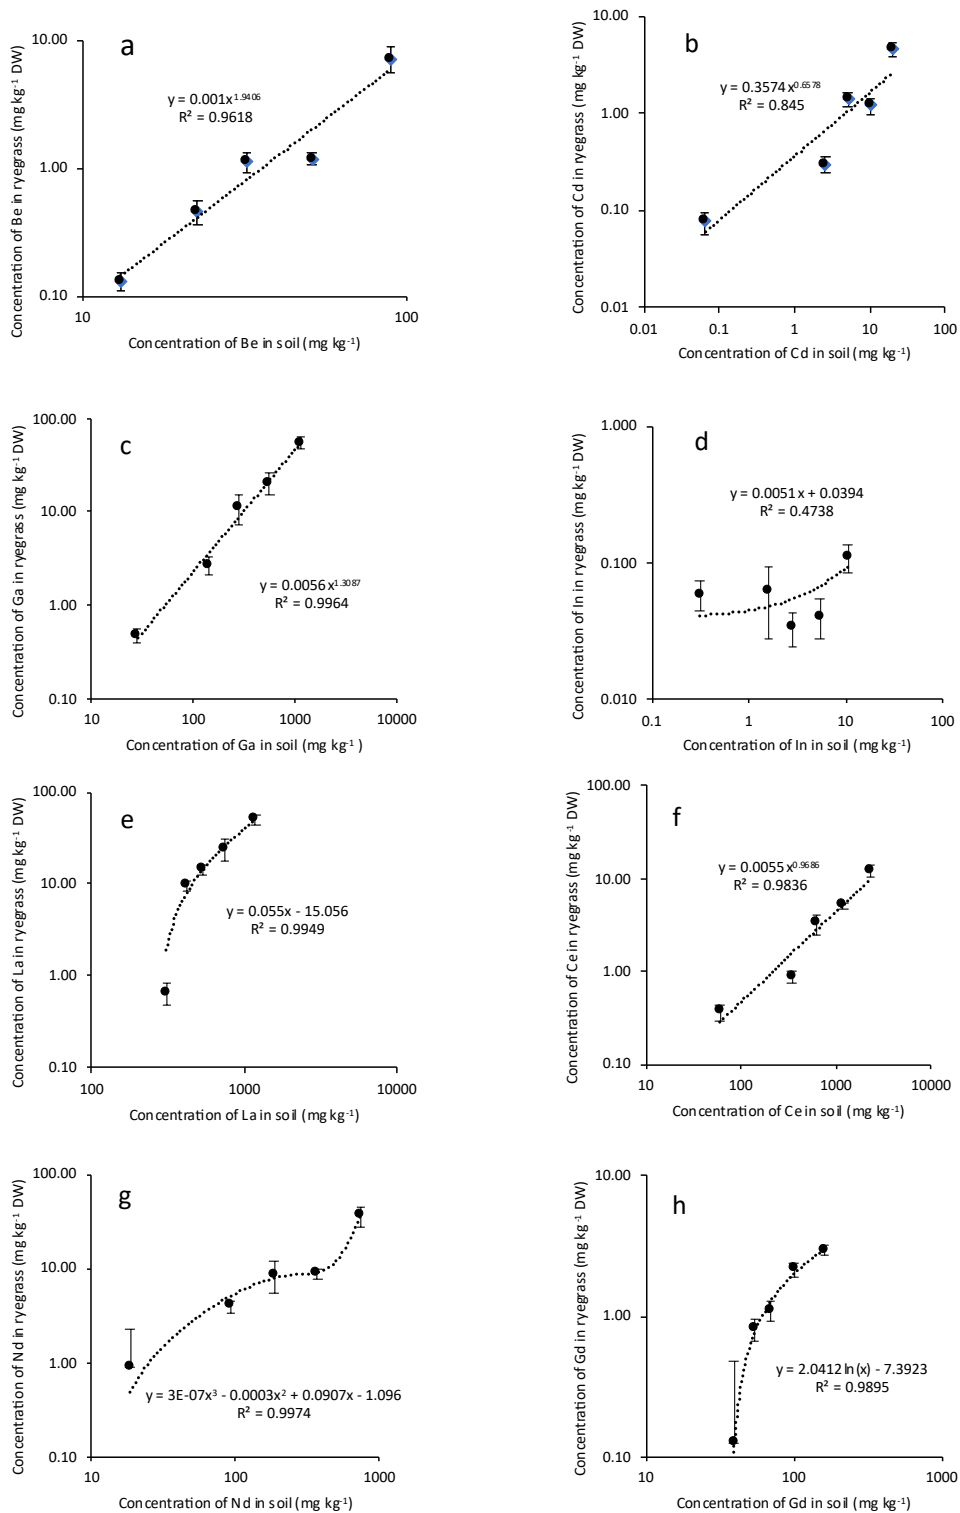 a
10.00
1.00
0.10
10
100
y = 0.001x^1.9406
R² = 0.9618
Concentration of Be in ryegrass (mg kg⁻¹ DW)
Concentration of Be in soil (mg kg⁻¹)
b
10.00
1.00
0.10
0.01
0.01
0.1
1
10
100
y = 0.3574x^0.6578
R² = 0.845
Concentration of Cd in ryegrass (mg kg⁻¹ DW)
Concentration of Cd in soil (mg kg⁻¹)
c
100.00
10.00
1.00
0.10
10
100
1000
10000
y = 0.0056x^1.3087
R² = 0.9964
Concentration of Ga in ryegrass (mg kg⁻¹ DW)
Concentration of Ga in soil (mg kg⁻¹ )
d
1.000
0.100
0.010
0.1
1
10
100
y = 0.0051x + 0.0394
R² = 0.4738
Concentration of In in ryegrass (mg kg⁻¹ DW)
Concentration of In in soil (mg kg⁻¹)
e
100.00
10.00
1.00
0.10
100
1000
10000
y = 0.055x - 15.056
R² = 0.9949
Concentration of La in ryegrass (mg kg⁻¹ DW)
Concentration of La in soil (mg kg⁻¹)
f
100.00
10.00
1.00
0.10
10
100
1000
10000
y = 0.0055x^0.9686
R² = 0.9836
Concentration of Ce in ryegrass (mg kg⁻¹ DW)
Concentration of Ce in soil (mg kg⁻¹)
g
100.00
10.00
1.00
0.10
10
100
1000
y = 3E-07x³ - 0.0003x² + 0.0907x - 1.096
R² = 0.9974
Concentration of Nd in ryegrass (mg kg⁻¹ DW)
Concentration of Nd in soil (mg kg⁻¹)
h
10.00
1.00
0.10
10
100
1000
y = 2.0412ln(x) - 7.3923
R² = 0.9895
Concentration of Gd in ryegrass (mg kg⁻¹ DW)
Concentration of Gd in soil (mg kg⁻¹)